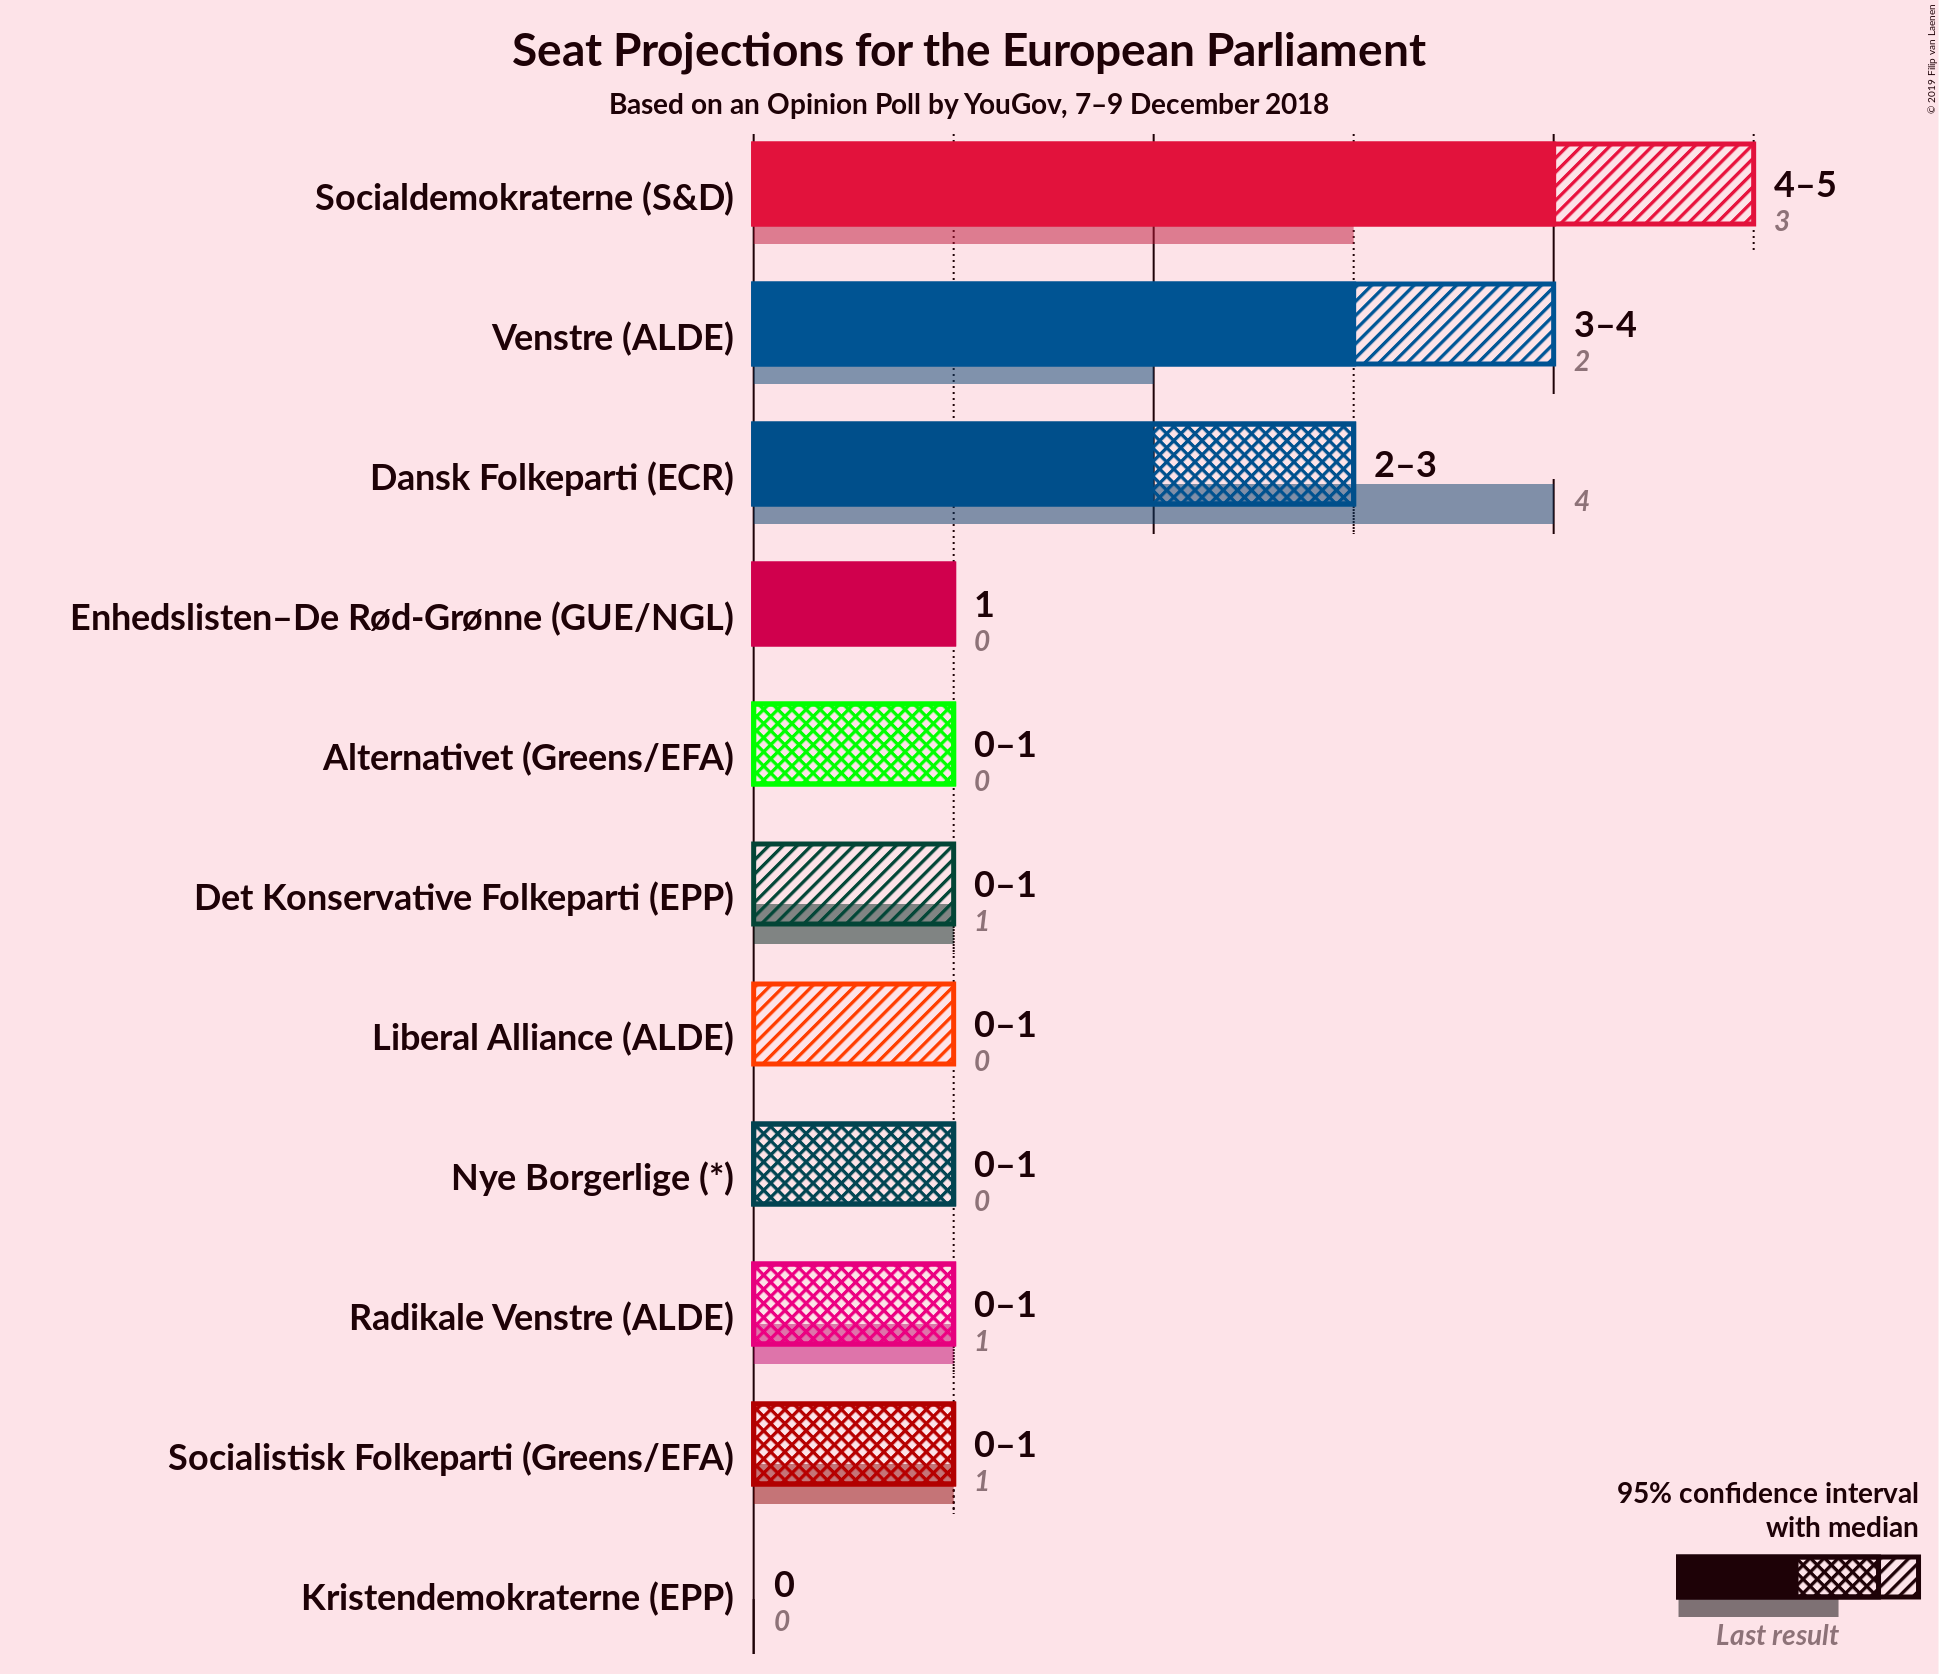 Seat Projections for the European Parliament
Based on an Opinion Poll by YouGov, 7–9 December 2018
© 2019 Filip van Laenen
Socialdemokraterne (S&D)
4–5
3
Venstre (ALDE)
3–4
2
Dansk Folkeparti (ECR)
2–3
4
Enhedslisten–De Rød-Grønne (GUE/NGL)
1
0
Alternativet (Greens/EFA)
0–1
0
Det Konservative Folkeparti (EPP)
0–1
1
Liberal Alliance (ALDE)
0–1
0
Nye Borgerlige (*)
0–1
0
Radikale Venstre (ALDE)
0–1
1
Socialistisk Folkeparti (Greens/EFA)
0–1
1
Kristendemokraterne (EPP)
0
0
95% confidence interval
with median
Last result